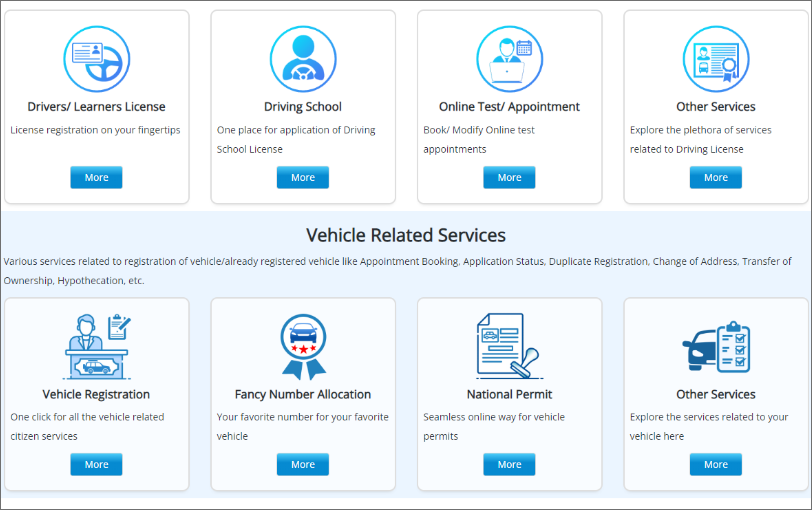 Drivers/ Learners License
License registration on your fingertips
More
Driving School
One place for application of Driving
School License
More
Online Test/ Appointment
Book/ Modify Online test
appointments
More
Other Services
Explore the plethora of services
related to Driving License
More
Vehicle Related Services
Various services related to registration of vehicle/already registered vehicle like Appointment Booking, Application Status, Duplicate Registration, Change of Address, Transfer of
Ownership, Hypothecation, etc.
Vehicle Registration
One click for all the vehicle related
citizen services
More
Fancy Number Allocation
Your favorite number for your favorite
vehicle
More
National Permit
Seamless online way for vehicle
permits
More
Other Services
Explore the services related to your
vehicle here
More